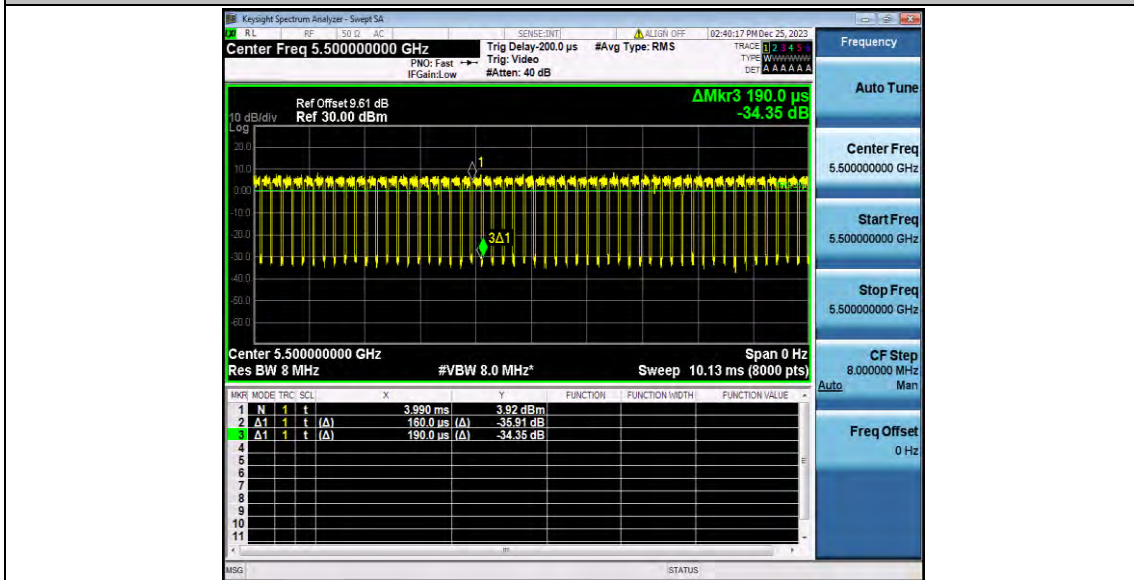 Keysight Spectrum Analyzer - Swept SA
RL RF 50 Ω AC SENSE:INT ALIGN OFF 02:40:17 PM Dec 25, 2023
Center Freq 5.500000000 GHz
PNO: Fast
IFGain:Low
Trig Delay-200.0 µs
Trig: Video
#Atten: 40 dB
#Avg Type: RMS
TRACE 1 2 3 4 5 6
TYPE WWWWWW
DET A A A A A A
Frequency
Auto Tune
Center Freq
5.500000000 GHz
Start Freq
5.500000000 GHz
Stop Freq
5.500000000 GHz
CF Step
8.000000 MHz
Auto Man
Freq Offset
0 Hz
ΔMkr3 190.0 µs
-34.35 dB
Ref Offset 9.61 dB
10 dB/div Ref 30.00 dBm
Log
20.0
10.0
0.00
-10.0
-20.0
-30.0
-40.0
-50.0
-60.0
1
3Δ1
Center 5.500000000 GHz Span 0 Hz
Res BW 8 MHz #VBW 8.0 MHz* Sweep 10.13 ms (8000 pts)
MKR MODE TRC SCL X Y FUNCTION FUNCTION WIDTH FUNCTION VALUE
1 N 1 t 3.990 ms 3.92 dBm
2 Δ1 1 t (Δ) 160.0 µs (Δ) -35.91 dB
3 Δ1 1 t (Δ) 190.0 µs (Δ) -34.35 dB
4
5
6
7
8
9
10
11
MSG STATUS